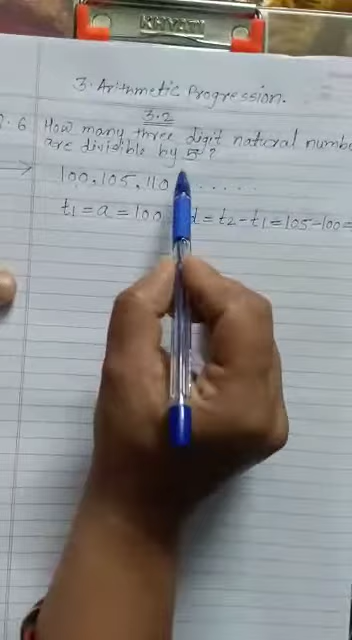 KHYATI
3. Arithmetic Progression.
3.2
: 6 How many three digit natural numbe
are divisible by 5?
→ 100, 105, 110 . . . . .
t₁ = a = 100 d = t₂ - t₁ = 105 - 100 =